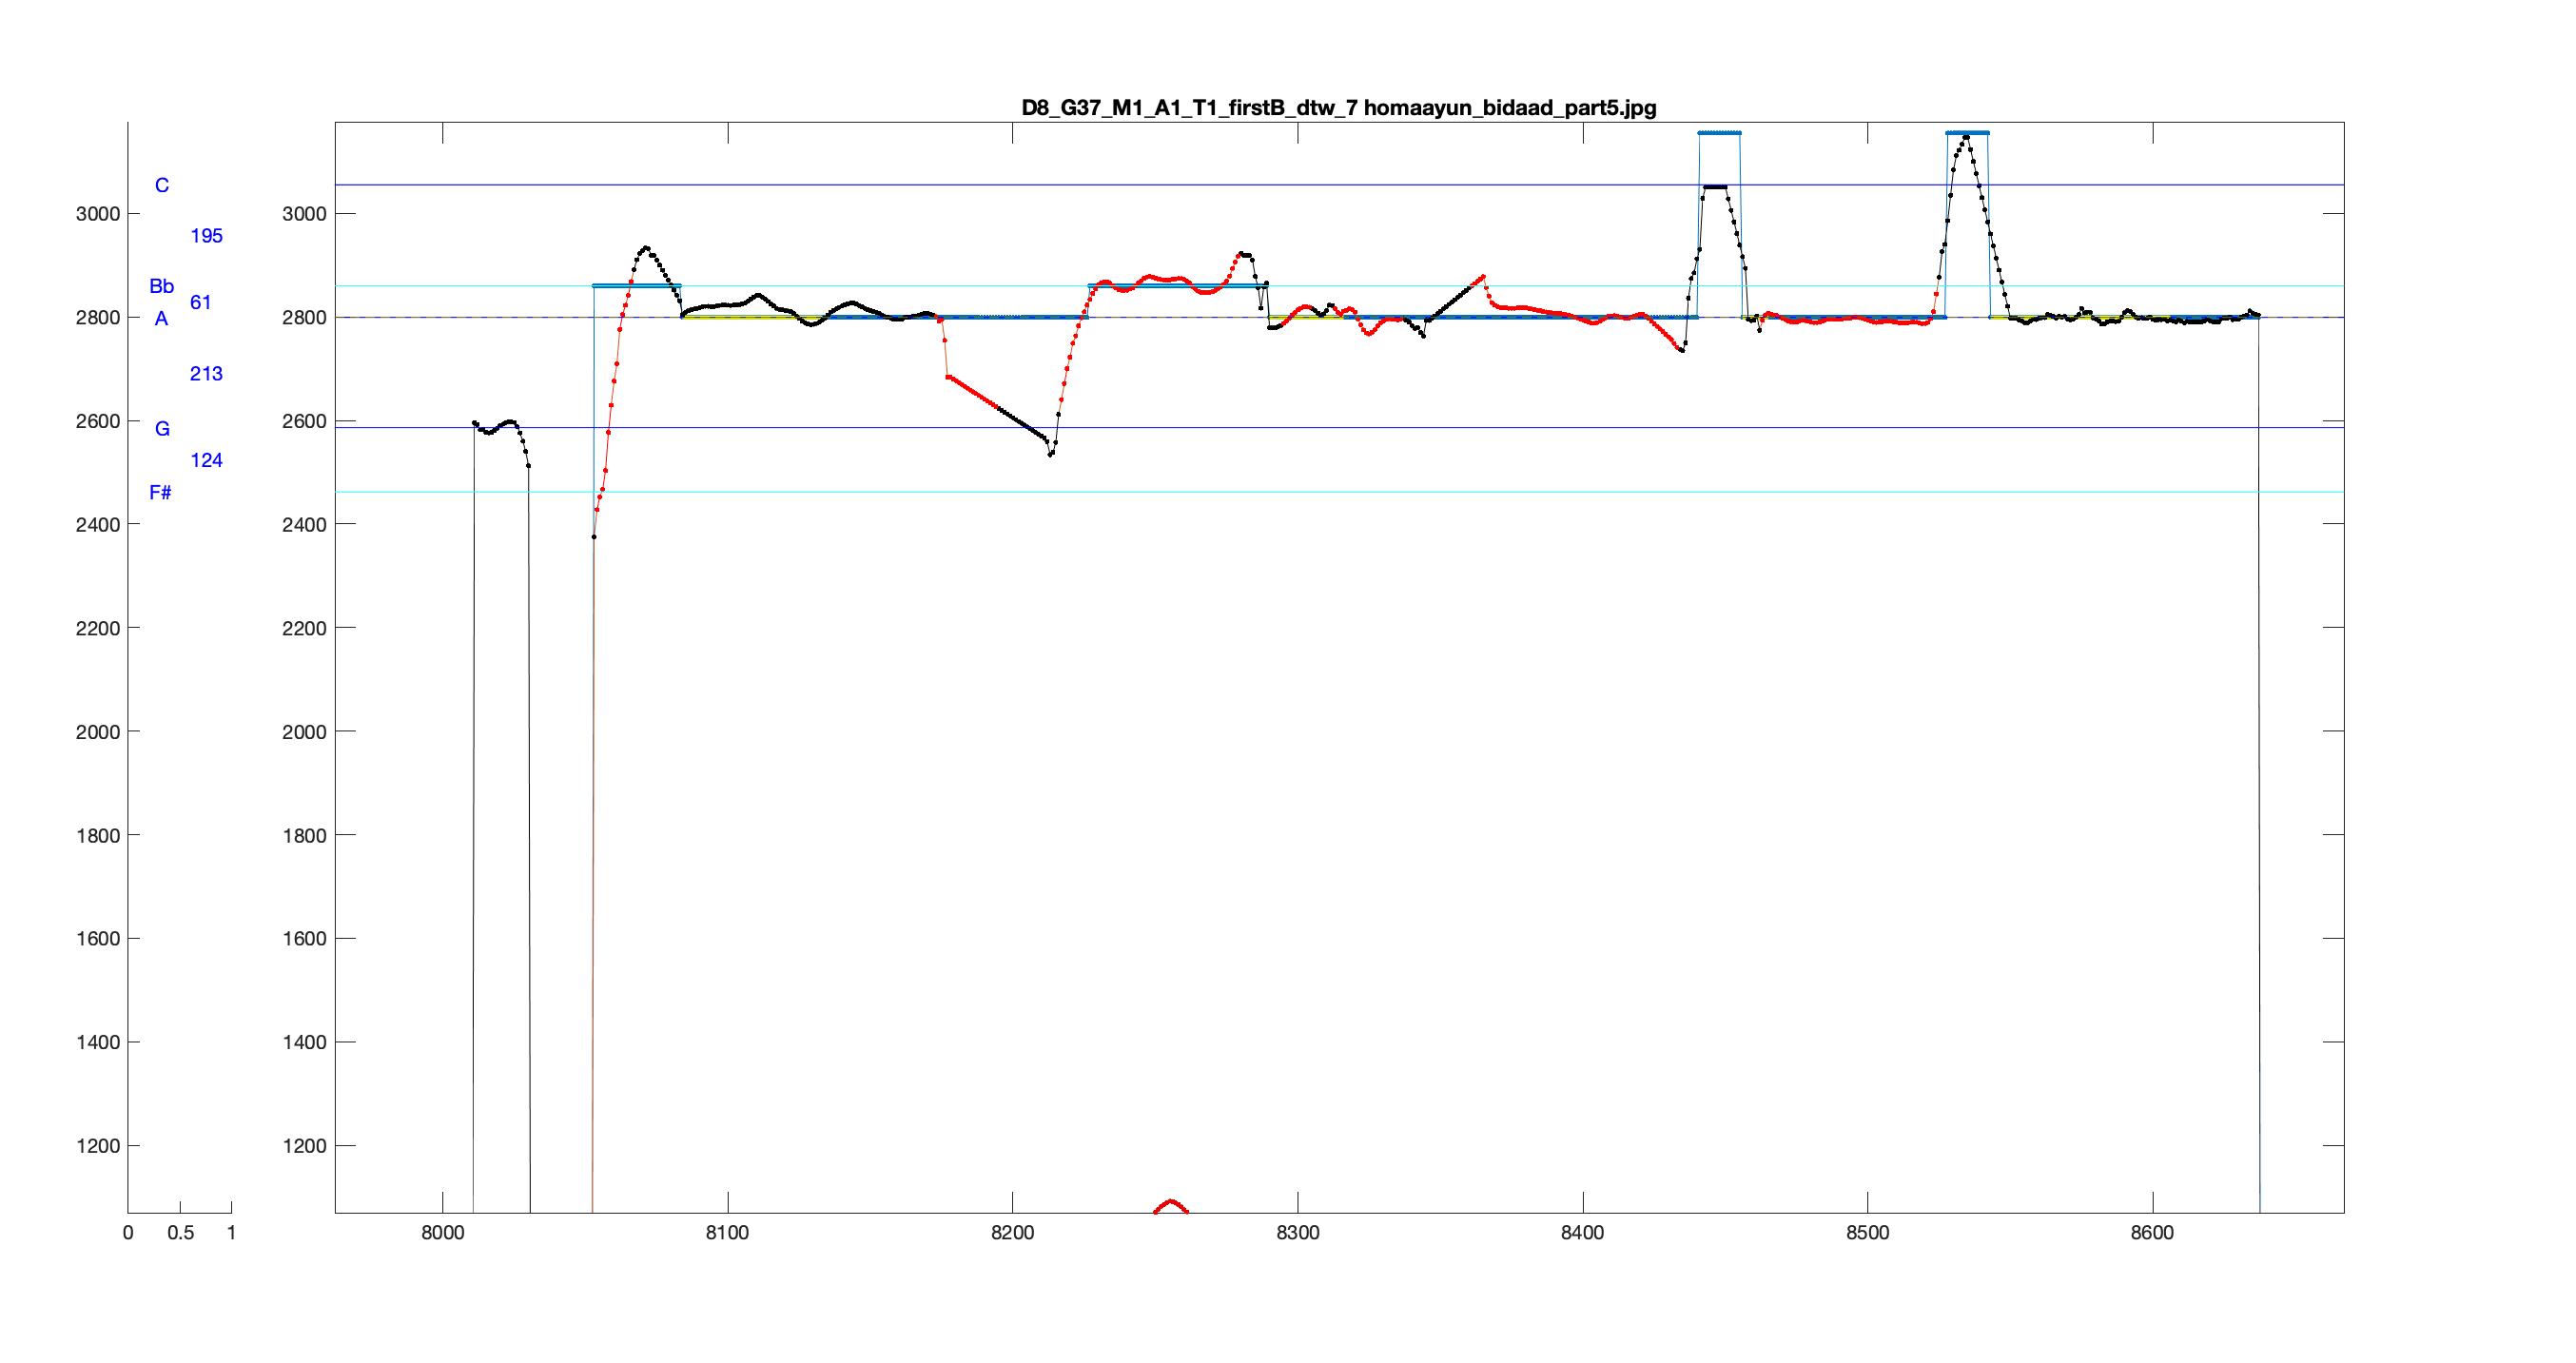 D8_G37_M1_A1_T1_firstB_dtw_7 homaayun_bidaad_part5.jpg
C
3000 3000
195
Bb
61
2800 A 2800
213
2600 G 2600
124
F#
2400 2400
2200 2200
2000 2000
1800 1800
1600 1600
1400 1400
1200 1200
0 0.5 1 8000 8100 8200 8300 8400 8500 8600